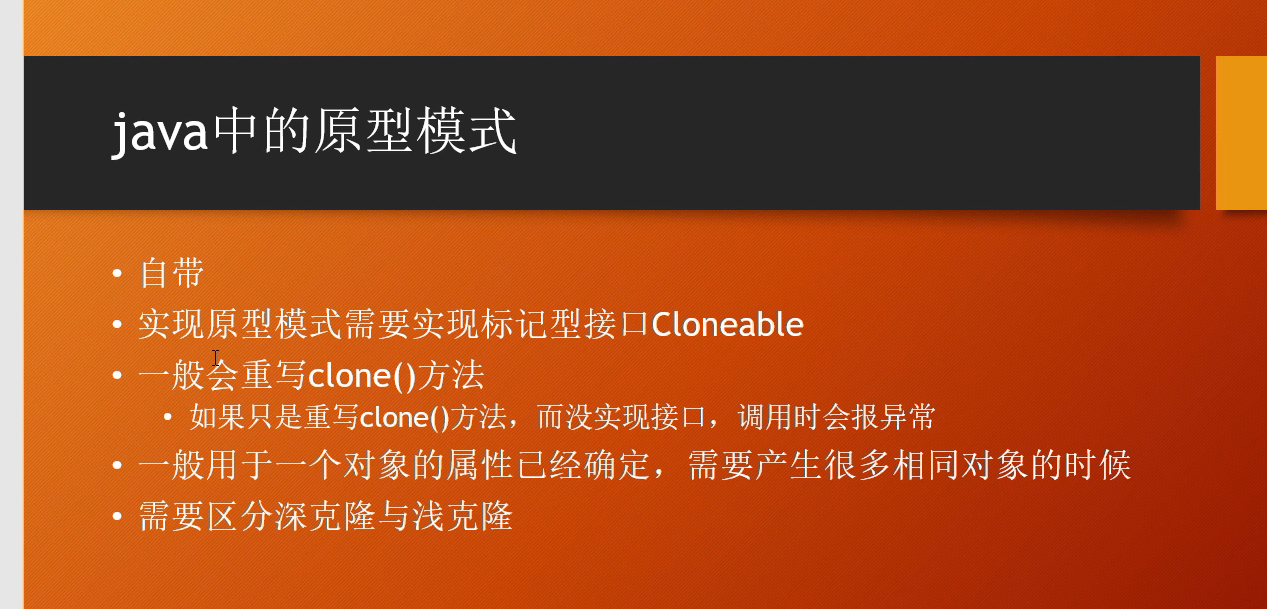 java中的原型模式
• 自带
• 实现原型模式需要实现标记型接口Cloneable
• 一般会重写clone()方法
• 如果只是重写clone()方法，而没实现接口，调用时会报异常
• 一般用于一个对象的属性已经确定，需要产生很多相同对象的时候
• 需要区分深克隆与浅克隆